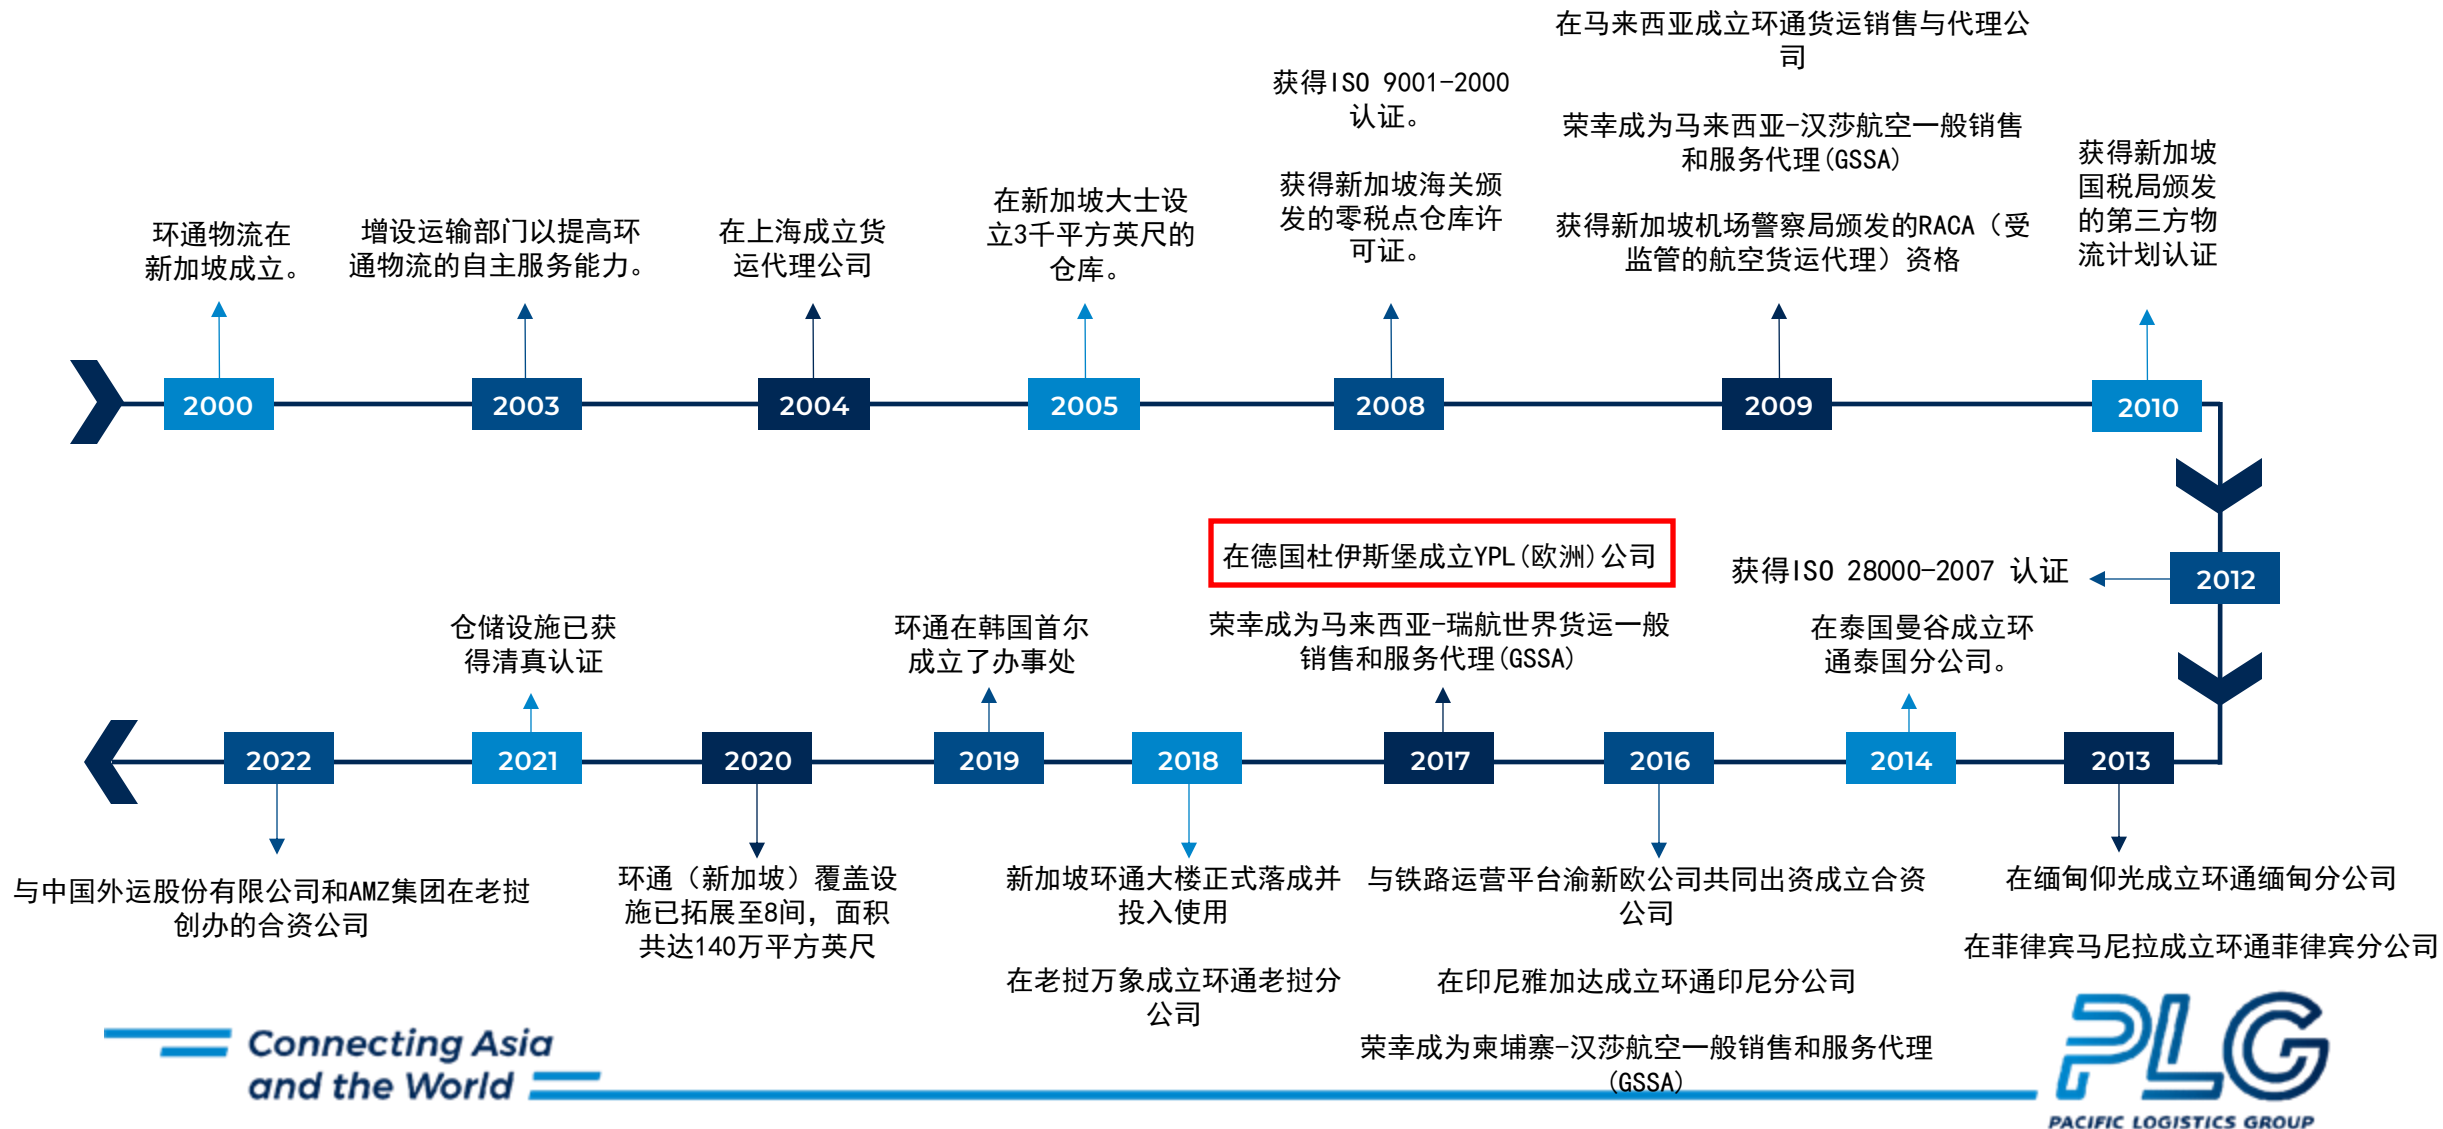 环通物流在
新加坡成立。
2000
增设运输部门以提高环
通物流的自主服务能力。
2003
在上海成立货
运代理公司
2004
在新加坡大士设
立3千平方英尺的
仓库。
2005
获得ISO 9001-2000
认证。
获得新加坡海关颁
发的零税点仓库许
可证。
2008
在马来西亚成立环通货运销售与代理公
司
荣幸成为马来西亚-汉莎航空一般销售
和服务代理(GSSA)
获得新加坡机场警察局颁发的RACA（受
监管的航空货运代理）资格
2009
获得新加坡
国税局颁发
的第三方物
流计划认证
2010
获得ISO 28000-2007 认证
2012
2013
在缅甸仰光成立环通缅甸分公司
在菲律宾马尼拉成立环通菲律宾分公司
在泰国曼谷成立环
通泰国分公司。
2014
2016
与铁路运营平台渝新欧公司共同出资成立合资
公司
在印尼雅加达成立环通印尼分公司
荣幸成为柬埔寨-汉莎航空一般销售和服务代理
(GSSA)
在德国杜伊斯堡成立YPL(欧洲)公司
荣幸成为马来西亚-瑞航世界货运一般
销售和服务代理(GSSA)
2017
2018
新加坡环通大楼正式落成并
投入使用
在老挝万象成立环通老挝分
公司
环通在韩国首尔
成立了办事处
2019
2020
环通（新加坡）覆盖设
施已拓展至8间，面积
共达140万平方英尺
仓储设施已获
得清真认证
2021
2022
与中国外运股份有限公司和AMZ集团在老挝
创办的合资公司
Connecting Asia
and the World
PLG
PACIFIC LOGISTICS GROUP